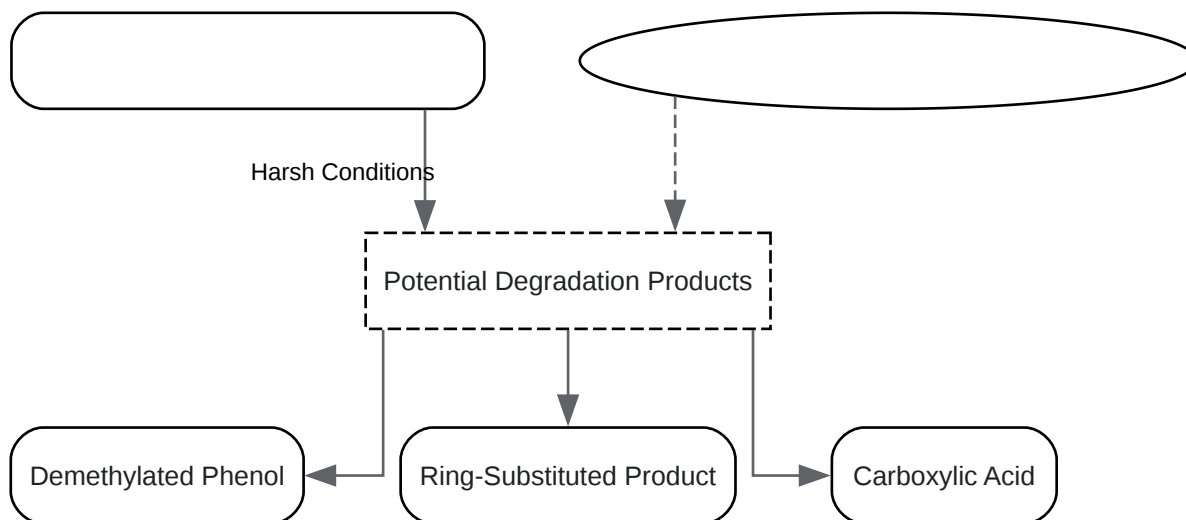 Harsh Conditions
Potential Degradation Products
Demethylated Phenol
Ring-Substituted Product
Carboxylic Acid